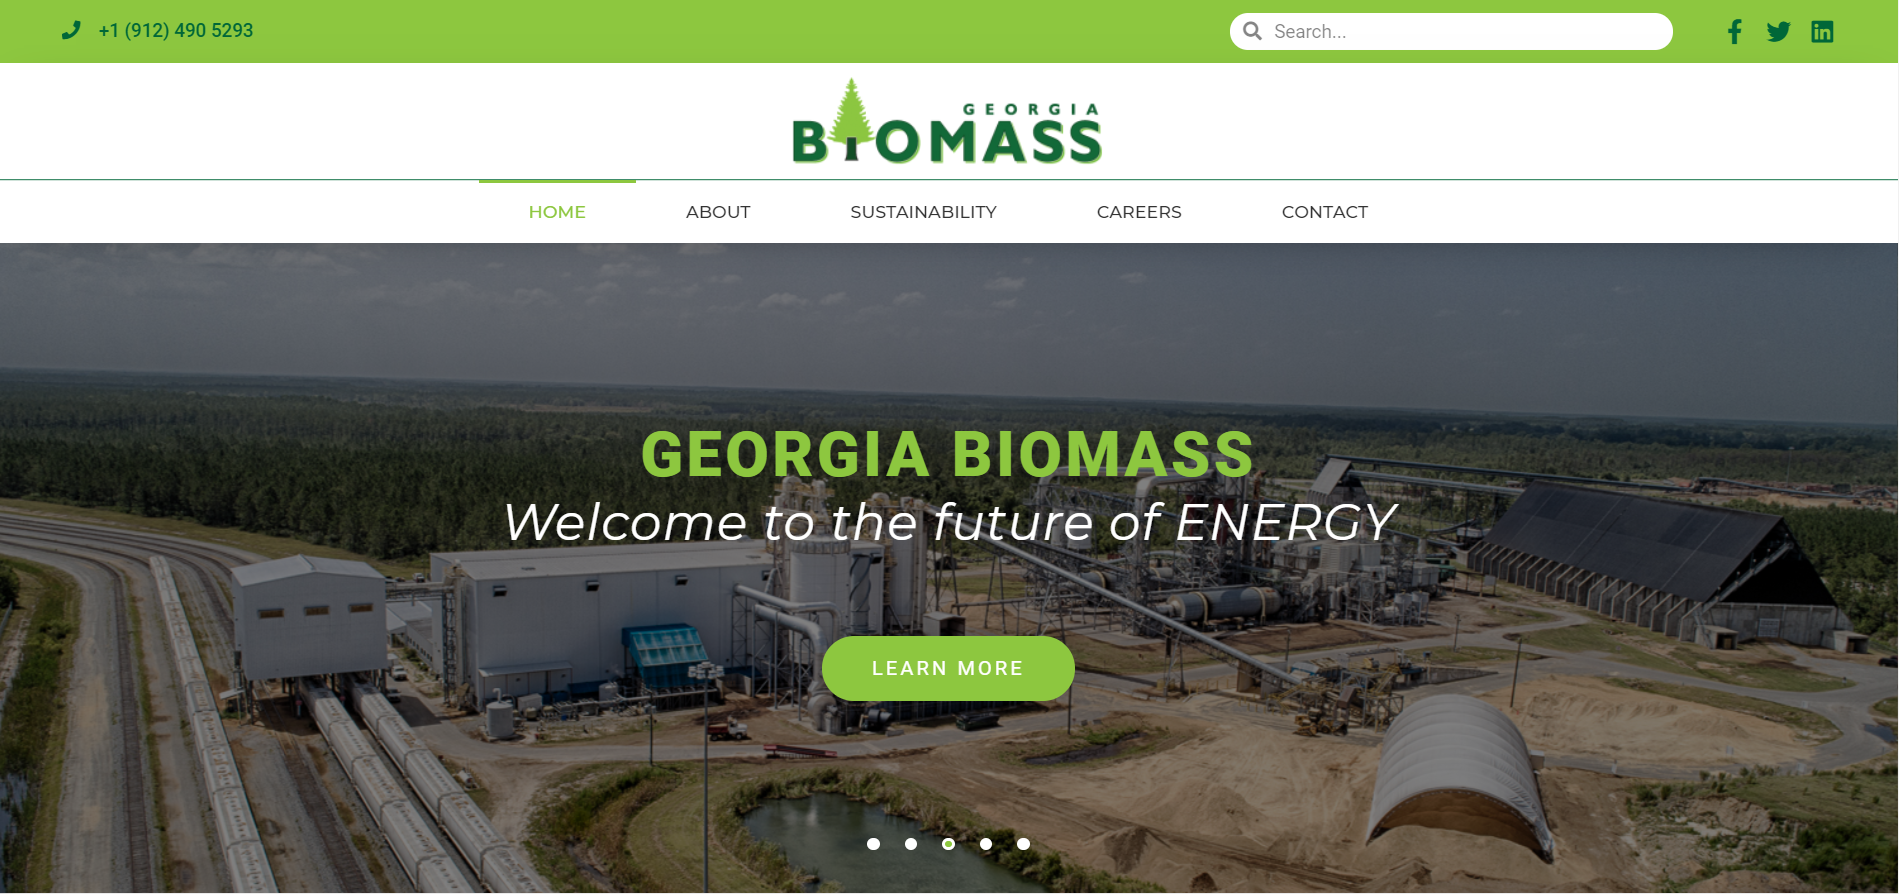 +1 (912) 490 5293
Search...
GEORGIA
BIOMASS
HOME
ABOUT
SUSTAINABILITY
CAREERS
CONTACT
GEORGIA BIOMASS
Welcome to the future of ENERGY
LEARN MORE